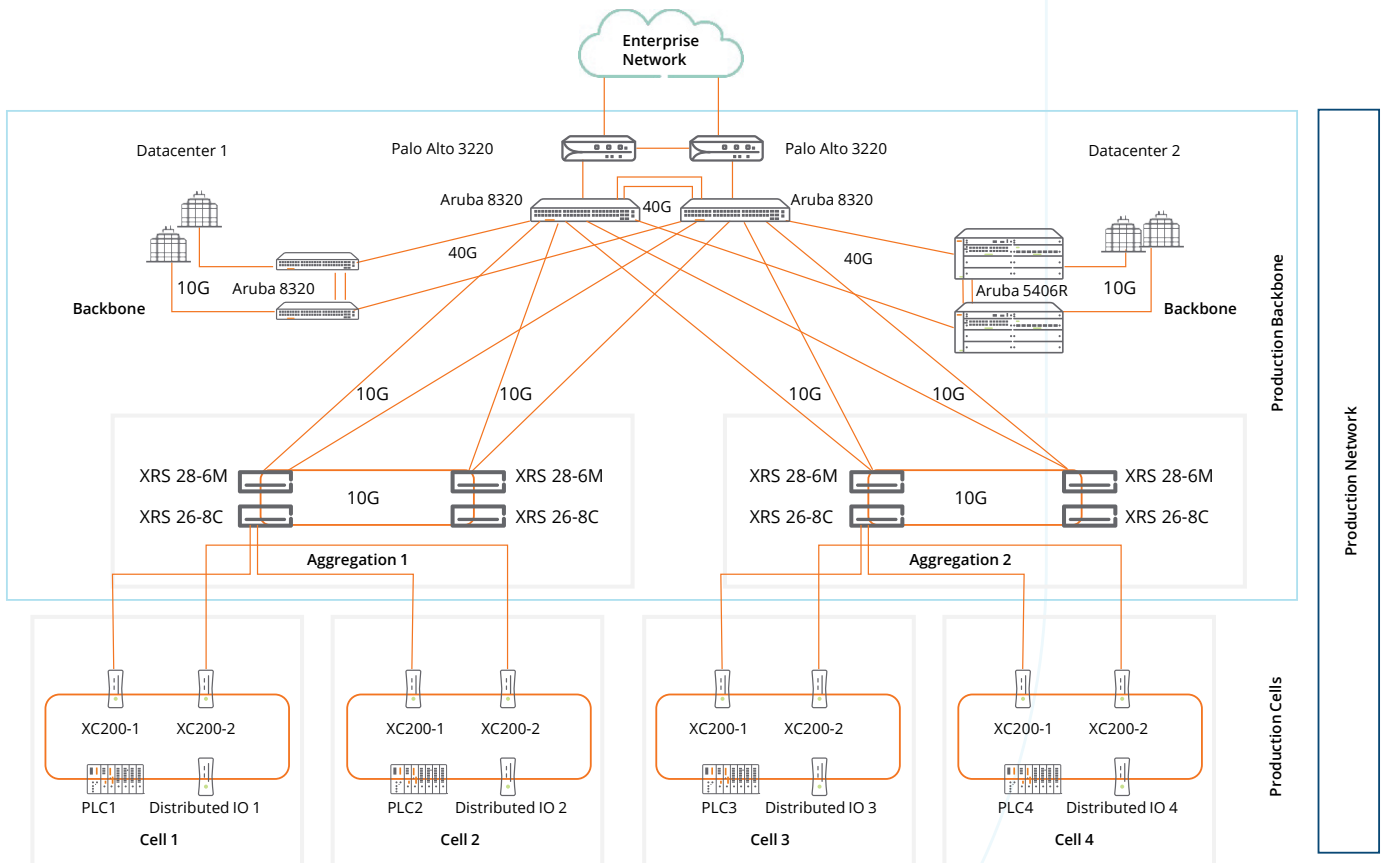 Enterprise
Network
Datacenter 1
Palo Alto 3220
Palo Alto 3220
Datacenter 2
Aruba 8320
40G
Aruba 8320
40G
40G
10G
Aruba 8320
Aruba 5406R
10G
Backbone
Backbone
Production Backbone
10G
10G
10G
10G
XRS 28-6M
XRS 28-6M
XRS 28-6M
XRS 28-6M
10G
10G
XRS 26-8C
XRS 26-8C
XRS 26-8C
XRS 26-8C
Aggregation 1
Aggregation 2
Production Network
XC200-1
XC200-2
XC200-1
XC200-2
XC200-1
XC200-2
XC200-1
XC200-2
Production Cells
PLC1
Distributed IO 1
PLC2
Distributed IO 2
PLC3
Distributed IO 3
PLC4
Distributed IO 4
Cell 1
Cell 2
Cell 3
Cell 4